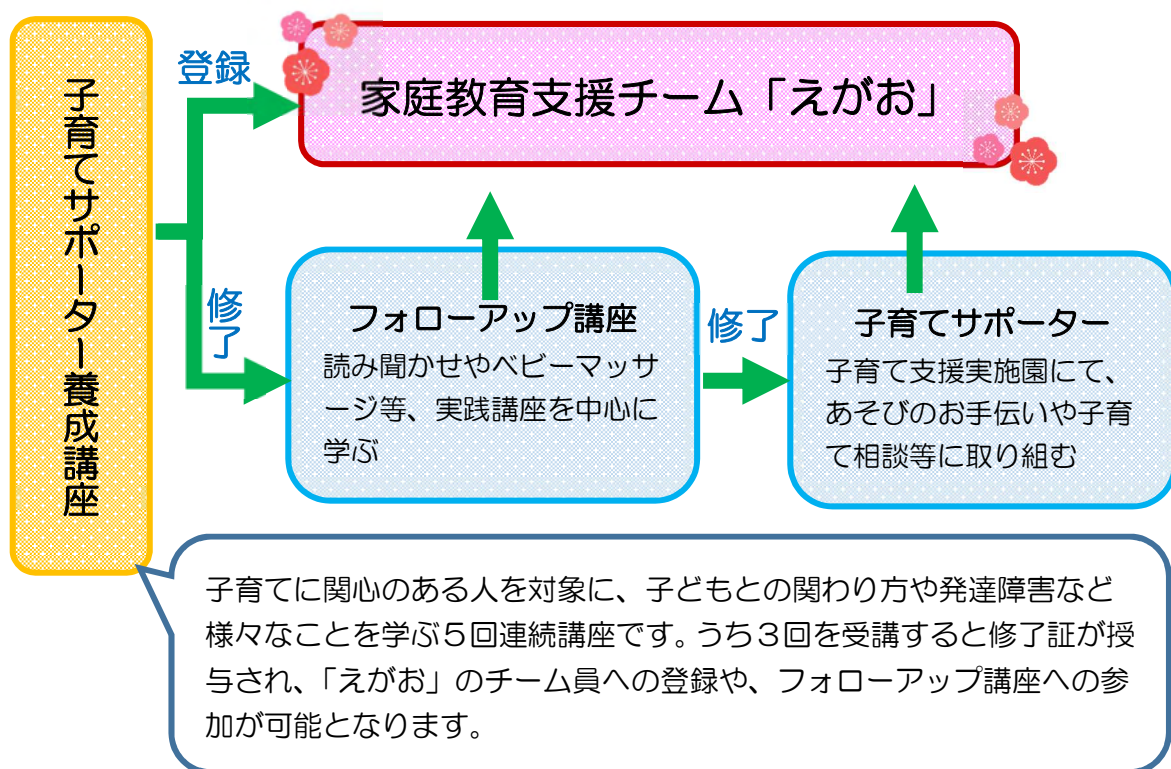 子育てサポーター養成講座
登録
家庭教育支援チーム「えがお」
修了
フォローアップ講座
読み聞かせやベビーマッサ
ージ等、実践講座を中心に
学ぶ
修了
子育てサポーター
子育て支援実施園にて、
あそびのお手伝いや子育
て相談等に取り組む
子育てに関心のある人を対象に、子どもとの関わり方や発達障害など
様々なことを学ぶ５回連続講座です。うち３回を受講すると修了証が授
与され、「えがお」のチーム員への登録や、フォローアップ講座への参
加が可能となります。